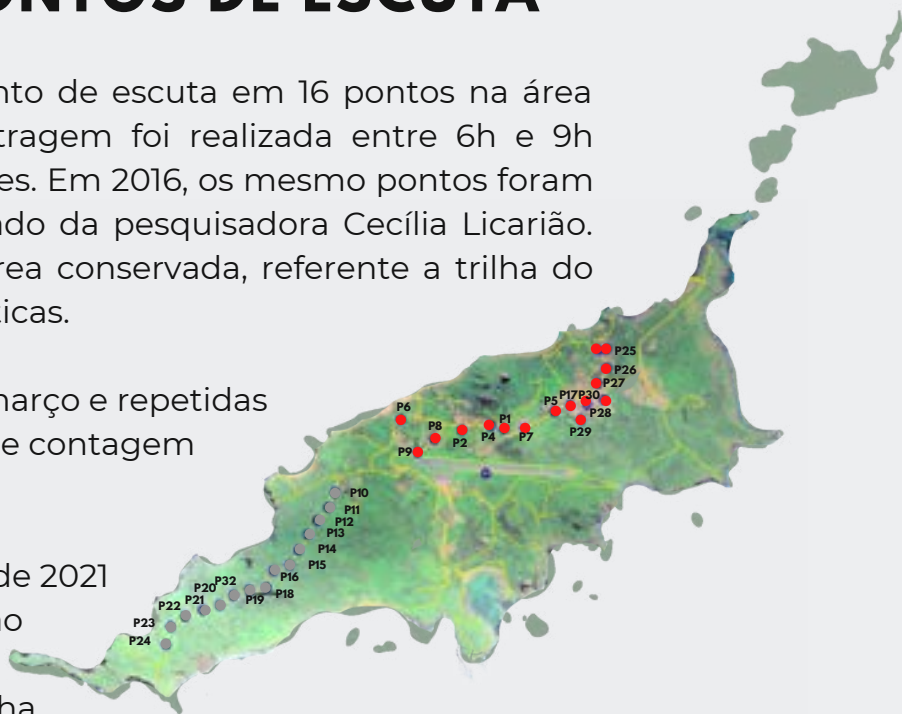 ONTOS DE ESCUTA
nto de escuta em 16 pontos na área
tragem foi realizada entre 6h e 9h
es. Em 2016, os mesmo pontos foram
do da pesquisadora Cecília Licarião.
rea conservada, referente a trilha do
ticas.
março e repetidas
e contagem
de 2021
o
ha
P25
P26
P27
P5 P17 P30
P28
P29
P6
P8
P1
P2 P4 P7
P9
P10
P11
P12
P13
P14
P15
P16
P32
P20
P18
P19
P21
P22
P23
P24